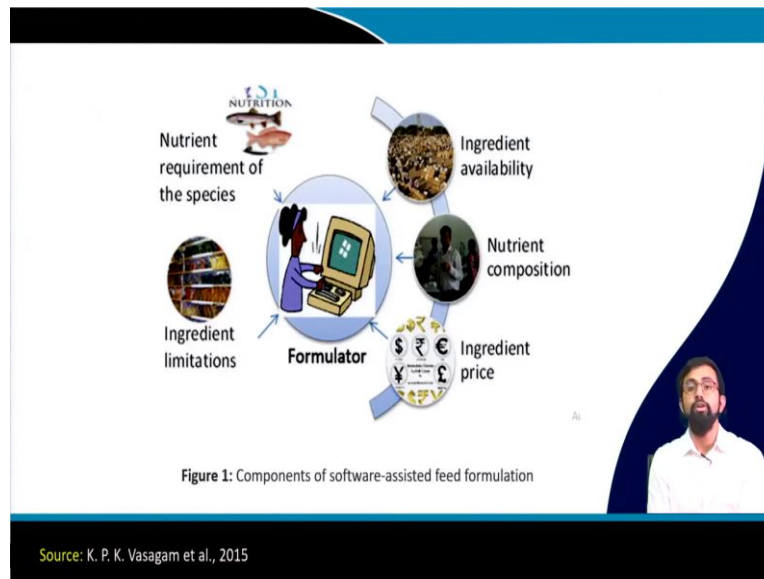 NUTRITION
Nutrient
requirement of
the species
Ingredient
availability
Nutrient
composition
Ingredient
limitations
Formulator
Ingredient
price
$ ₹ €
¥ £
Figure 1: Components of software-assisted feed formulation
Source: K. P. K. Vasagam et al., 2015